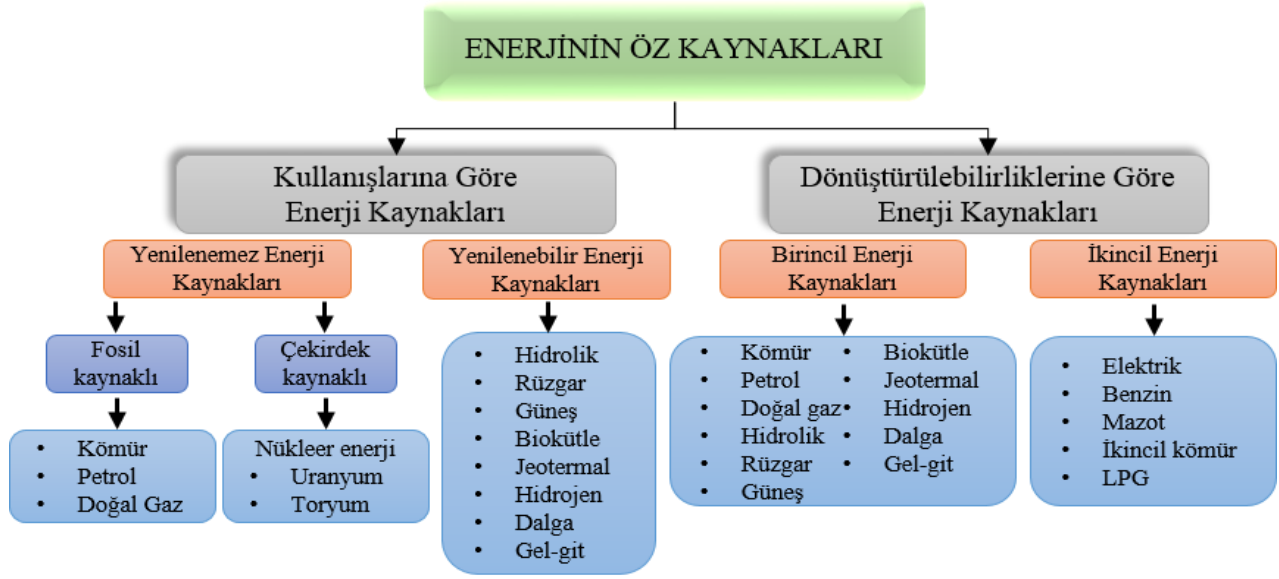 ENERJİNİN ÖZ KAYNAKLARI
Kullanışlarına Göre
Enerji Kaynakları
Yenilenemez Enerji
Kaynakları
Fosil
kaynaklı
• Kömür
• Petrol
• Doğal Gaz
Çekirdek
kaynaklı
Nükleer enerji
• Uranyum
• Toryum
Yenilenebilir Enerji
Kaynakları
• Hidrolik
• Rüzgar
• Güneş
• Biokütle
• Jeotermal
• Hidrojen
• Dalga
• Gel-git
Dönüştürülebilirliklerine Göre
Enerji Kaynakları
Birincil Enerji
Kaynakları
• Kömür
• Petrol
• Doğal gaz
• Hidrolik
• Rüzgar
• Güneş
• Biokütle
• Jeotermal
• Hidrojen
• Dalga
• Gel-git
İkincil Enerji
Kaynakları
• Elektrik
• Benzin
• Mazot
• İkincil kömür
• LPG